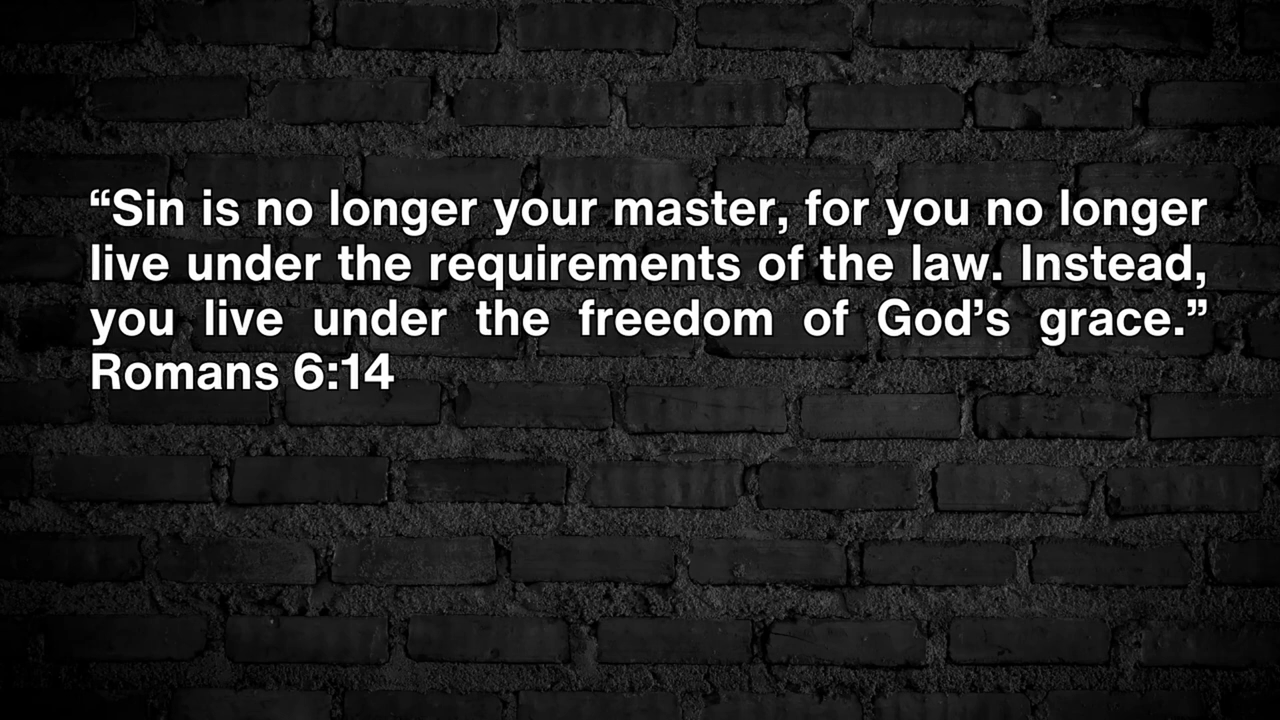 “Sin is no longer your master, for you no longer
live under the requirements of the law. Instead,
you live under the freedom of God’s grace.”
Romans 6:14